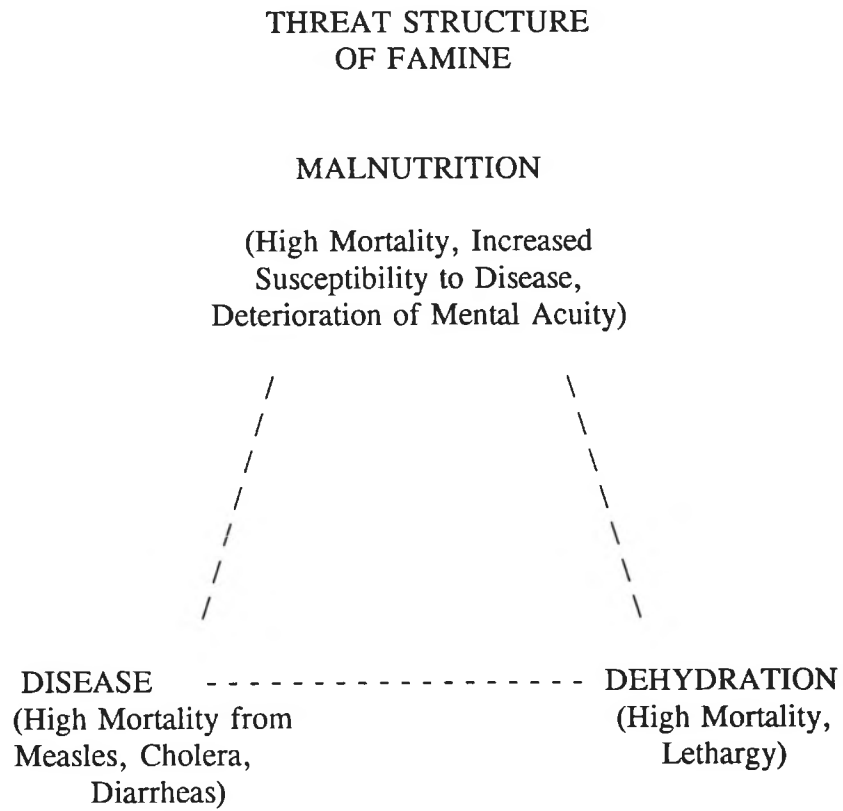 THREAT STRUCTURE
OF FAMINE
MALNUTRITION
(High Mortality, Increased
Susceptibility to Disease,
Deterioration of Mental Acuity)
DISEASE - - - - - - - - - - - - - - - - - - DEHYDRATION
(High Mortality from
Measles, Cholera,
Diarrheas)
(High Mortality,
Lethargy)